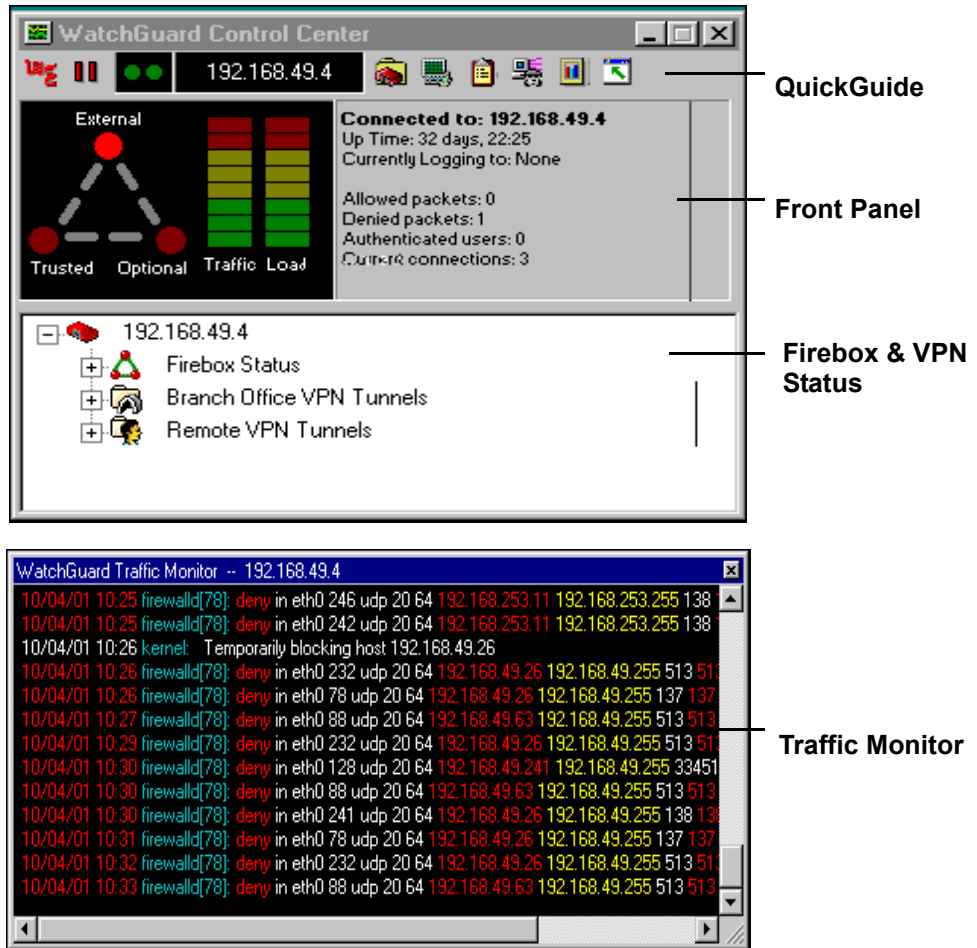 WatchGuard Control Center
192.168.49.4
QuickGuide
External
Trusted
Optional
Traffic
Load
Connected to: 192.168.49.4
Up Time: 32 days, 22:25
Currently Logging to: None
Allowed packets: 0
Denied packets: 1
Authenticated users: 0
Current connections: 3
Front Panel
192.168.49.4
Firebox Status
Branch Office VPN Tunnels
Remote VPN Tunnels
Firebox & VPN
Status
WatchGuard Traffic Monitor -- 192.168.49.4
10/04/01 10:25 firewalld[78]: deny in eth0 246 udp 20 64 192.168.253.11 192.168.253.255 138
10/04/01 10:25 firewalld[78]: deny in eth0 242 udp 20 64 192.168.253.11 192.168.253.255 138
10/04/01 10:26 kernel: Temporarily blocking host 192.168.49.26
10/04/01 10:26 firewalld[78]: deny in eth0 232 udp 20 64 192.168.49.26 192.168.49.255 513 513
10/04/01 10:26 firewalld[78]: deny in eth0 78 udp 20 64 192.168.49.26 192.168.49.255 137 137
10/04/01 10:27 firewalld[78]: deny in eth0 88 udp 20 64 192.168.49.63 192.168.49.255 513 513
10/04/01 10:29 firewalld[78]: deny in eth0 232 udp 20 64 192.168.49.26 192.168.49.255 513 513
10/04/01 10:30 firewalld[78]: deny in eth0 128 udp 20 64 192.168.49.241 192.168.49.255 33451
10/04/01 10:30 firewalld[78]: deny in eth0 88 udp 20 64 192.168.49.63 192.168.49.255 513 513
10/04/01 10:30 firewalld[78]: deny in eth0 241 udp 20 64 192.168.49.26 192.168.49.255 138 138
10/04/01 10:31 firewalld[78]: deny in eth0 78 udp 20 64 192.168.49.26 192.168.49.255 137 137
10/04/01 10:32 firewalld[78]: deny in eth0 232 udp 20 64 192.168.49.26 192.168.49.255 513 513
10/04/01 10:33 firewalld[78]: deny in eth0 88 udp 20 64 192.168.49.63 192.168.49.255 513 513
Traffic Monitor